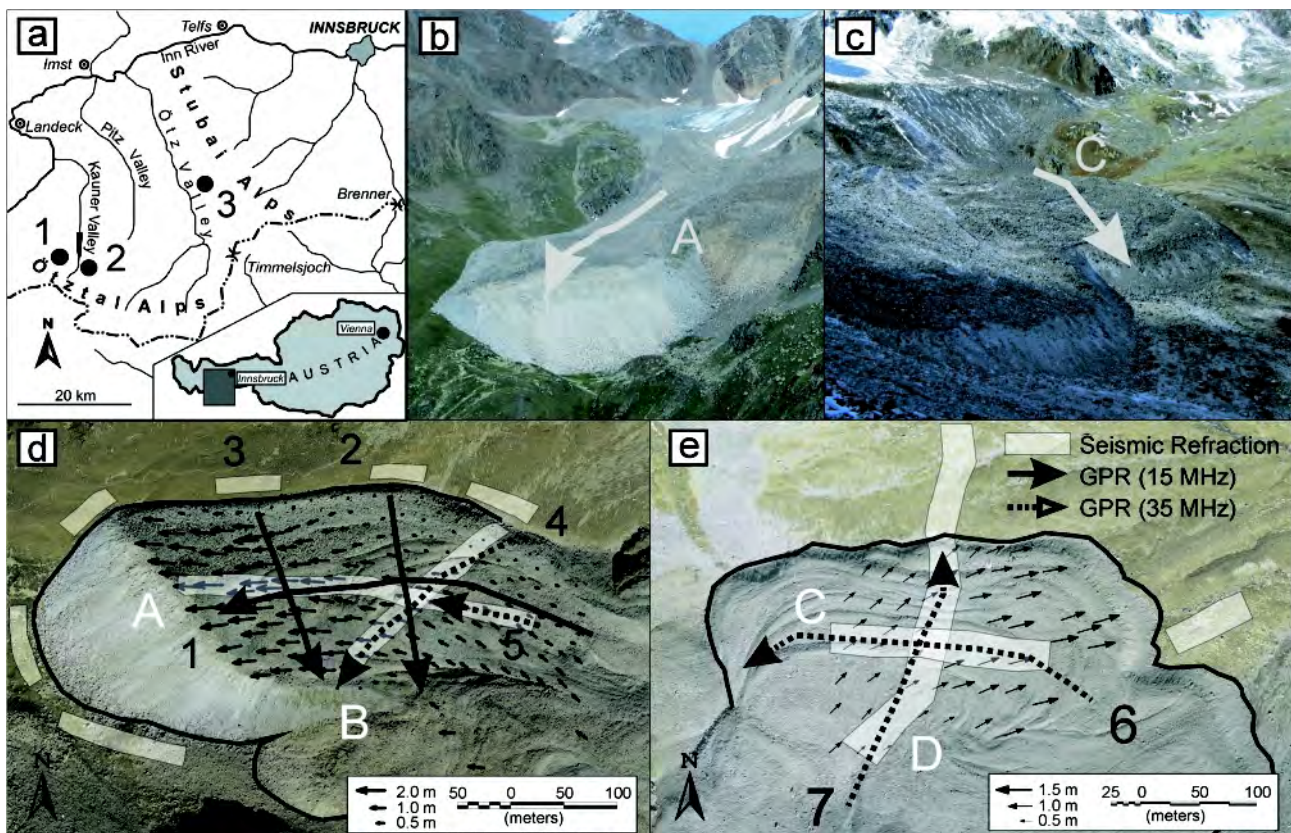 a
Telfs
INNSBRUCK
Imst
Inn River
Stubai Alps
Landeck
Pitz Valley
Ötz Valley
Kauner Valley
3
Brenner
1
2
Timmelsjoch
Ötztal Alps
N
20 km
Vienna
AUSTRIA
Innsbruck
b
A
c
C
d
3
2
4
A
1
5
B
N
2.0 m
1.0 m
0.5 m
50 0 50 100
(meters)
e
Seismic Refraction
GPR (15 MHz)
GPR (35 MHz)
C
6
D
7
N
1.5 m
1.0 m
0.5 m
25 0 50 100
(meters)